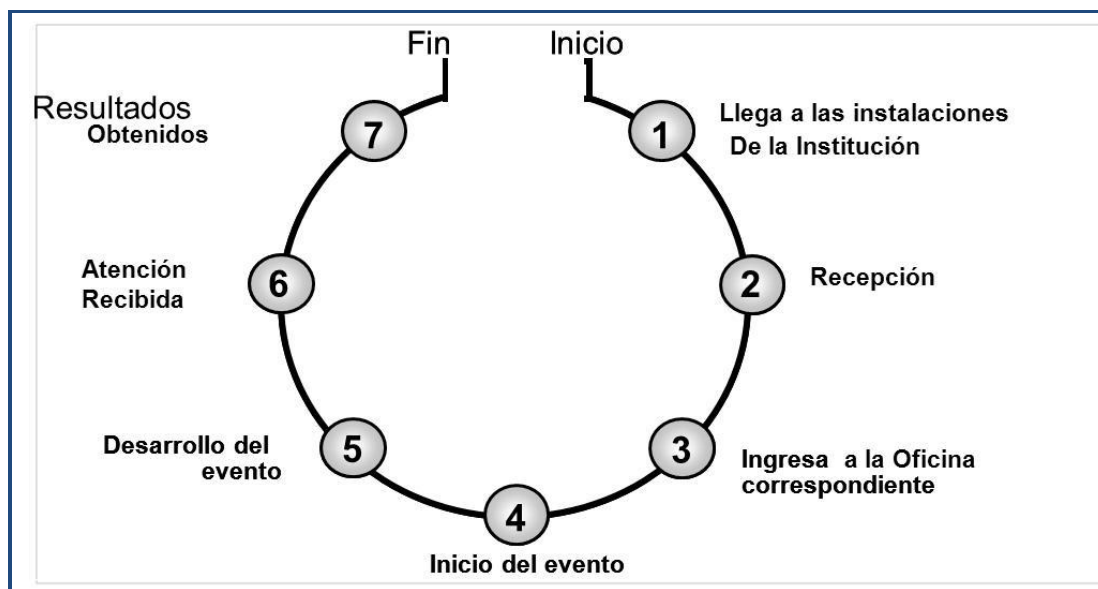 Fin
Inicio
1
Llega a las instalaciones
De la Institución
2
Recepción
3
Ingresa a la Oficina
correspondiente
4
Inicio del evento
5
Desarrollo del
evento
6
Atención
Recibida
7
Resultados
Obtenidos